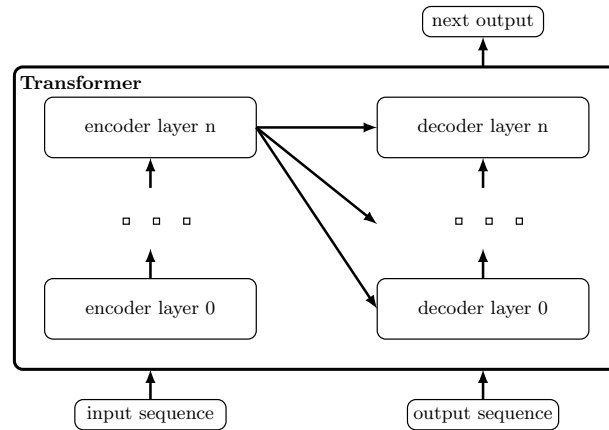 next output
Transformer
encoder layer n
decoder layer n
encoder layer 0
decoder layer 0
input sequence
output sequence